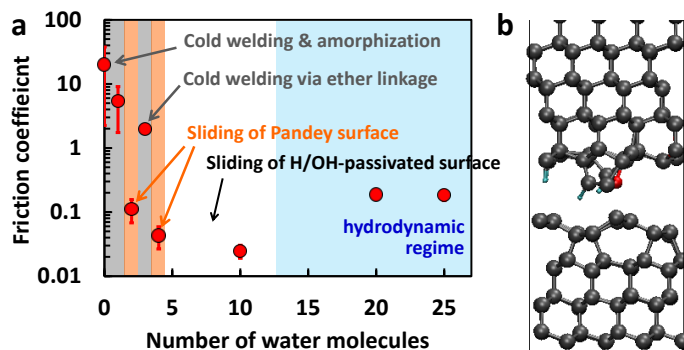 a
b
100
10
1
0.1
0.01
Friction coeffieicnt
Cold welding & amorphization
Cold welding via ether linkage
Sliding of Pandey surface
Sliding of H/OH-passivated surface
hydrodynamic
regime
0 5 10 15 20 25
Number of water molecules